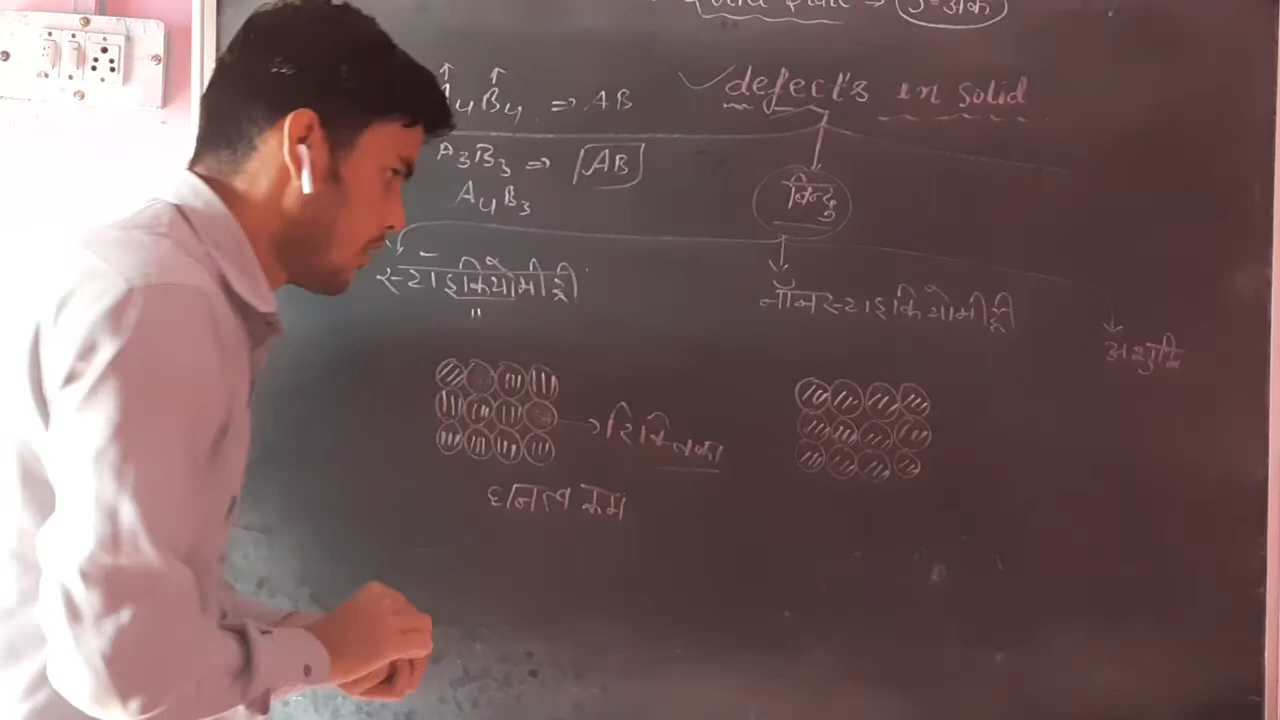 defect's in solid
A₄B₄ ⇒ AB
A₃B₃ ⇒ AB
A₄B₃
बिन्दु
स्टाइकियोमीट्री
नॉनस्टाइकियोमीट्री
अशुद्धि
रिक्तिका
घनत्व कम